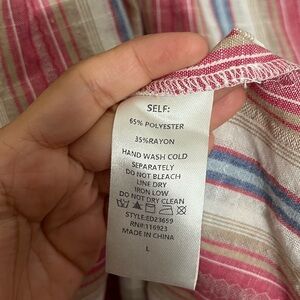 SELF:
65% POLYESTER
35%RAYON
HAND WASH COLD
SEPARATELY
DO NOT BLEACH
LINE DRY
IRON LOW
DO NOT DRY CLEAN
STYLE:ED23659
RN#:116923
MADE IN CHINA
L